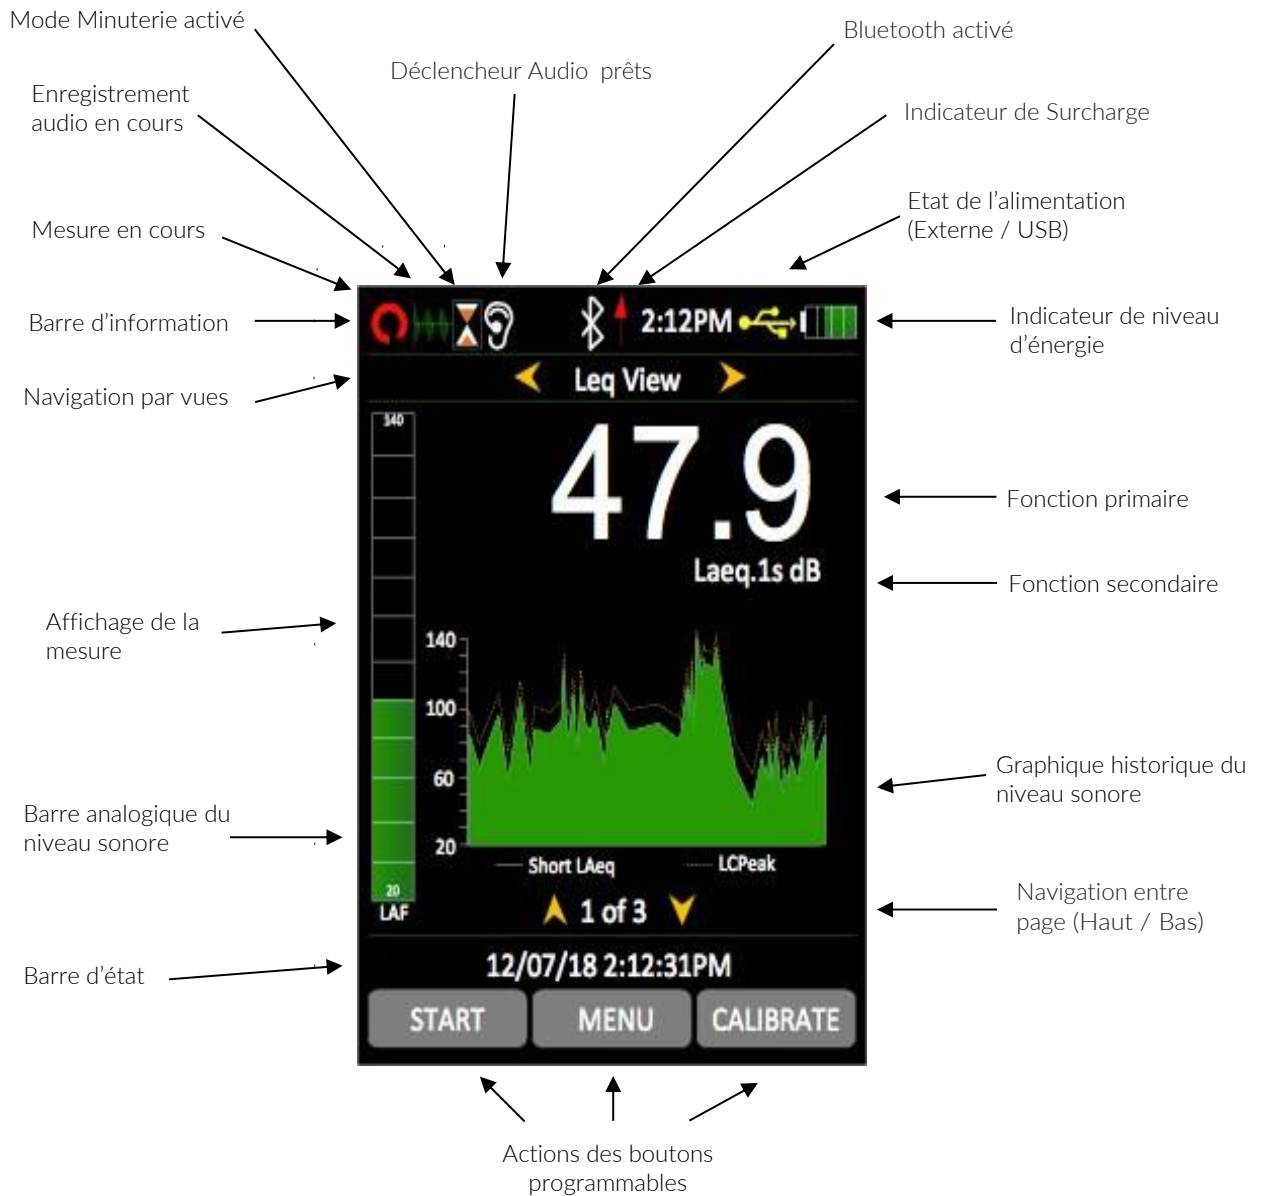 Mode Minuterie activé
Bluetooth activé
Déclencheur Audio prêts
Enregistrement
audio en cours
Indicateur de Surcharge
Etat de l'alimentation
(Externe / USB)
Mesure en cours
Barre d'information
2:12PM
Indicateur de niveau
d'énergie
Navigation par vues
Leq View
140
47.9
Fonction primaire
Laeq.1s dB
Fonction secondaire
Affichage de la
mesure
140
100
60
20
Graphique historique du
niveau sonore
Barre analogique du
niveau sonore
Short LAeq
LCPeak
20
LAF
1 of 3
Navigation entre
page (Haut / Bas)
Barre d'état
12/07/18 2:12:31PM
START
MENU
CALIBRATE
Actions des boutons
programmables